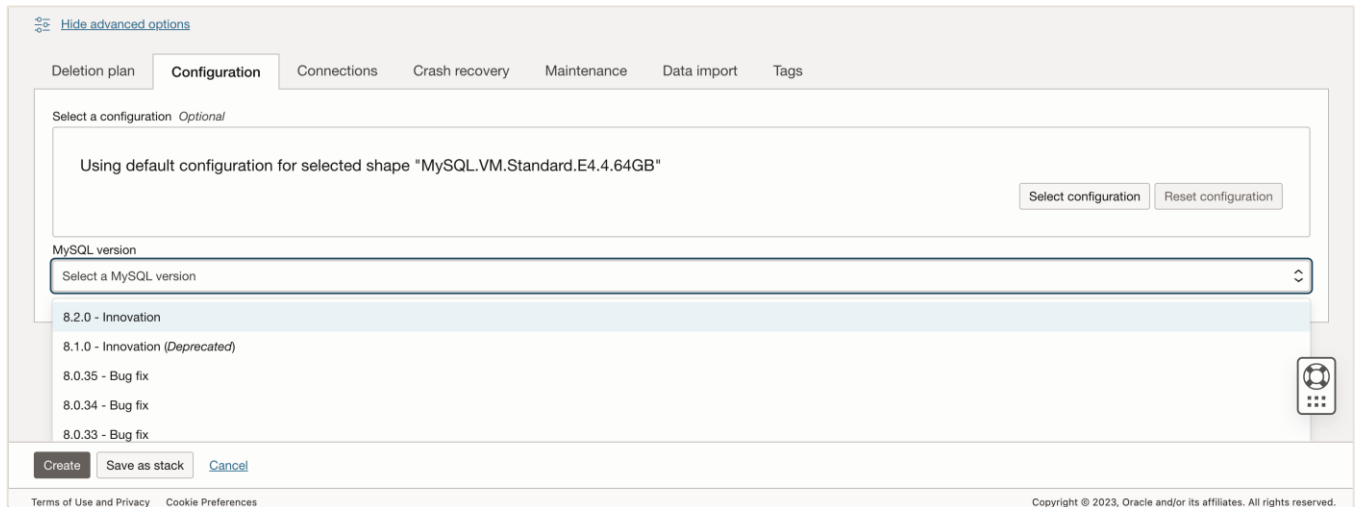 Hide advanced options
Deletion plan Configuration Connections Crash recovery Maintenance Data import Tags
Select a configuration Optional
Using default configuration for selected shape "MySQL.VM.Standard.E4.4.64GB"
Select configuration Reset configuration
MySQL version
Select a MySQL version
8.2.0 - Innovation
8.1.0 - Innovation (Deprecated)
8.0.35 - Bug fix
8.0.34 - Bug fix
8.0.33 - Bug fix
Create Save as stack Cancel
Terms of Use and Privacy Cookie Preferences Copyright © 2023, Oracle and/or its affiliates. All rights reserved.